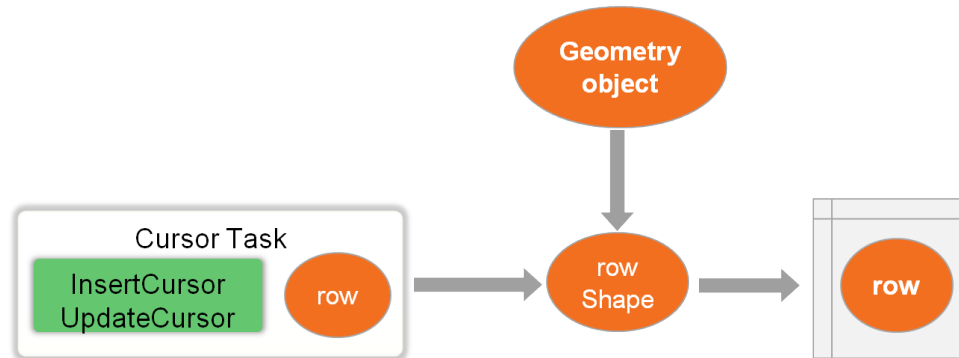 Geometry
object
Cursor Task
InsertCursor
UpdateCursor
row
row
Shape
row